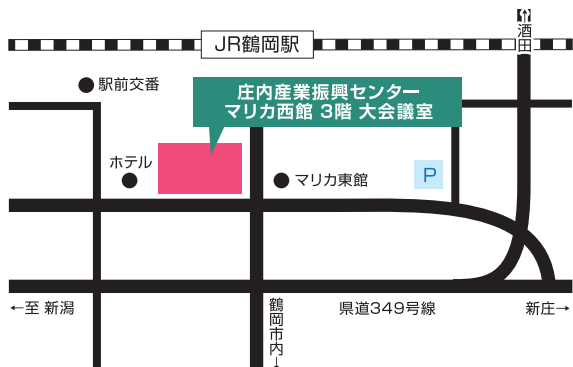 JR鶴岡駅
酒田
駅前交番
庄内産業振興センター
マリカ西館 3階 大会議室
ホテル
マリカ東館
P
←至 新潟
鶴岡市内→
県道349号線
新庄→